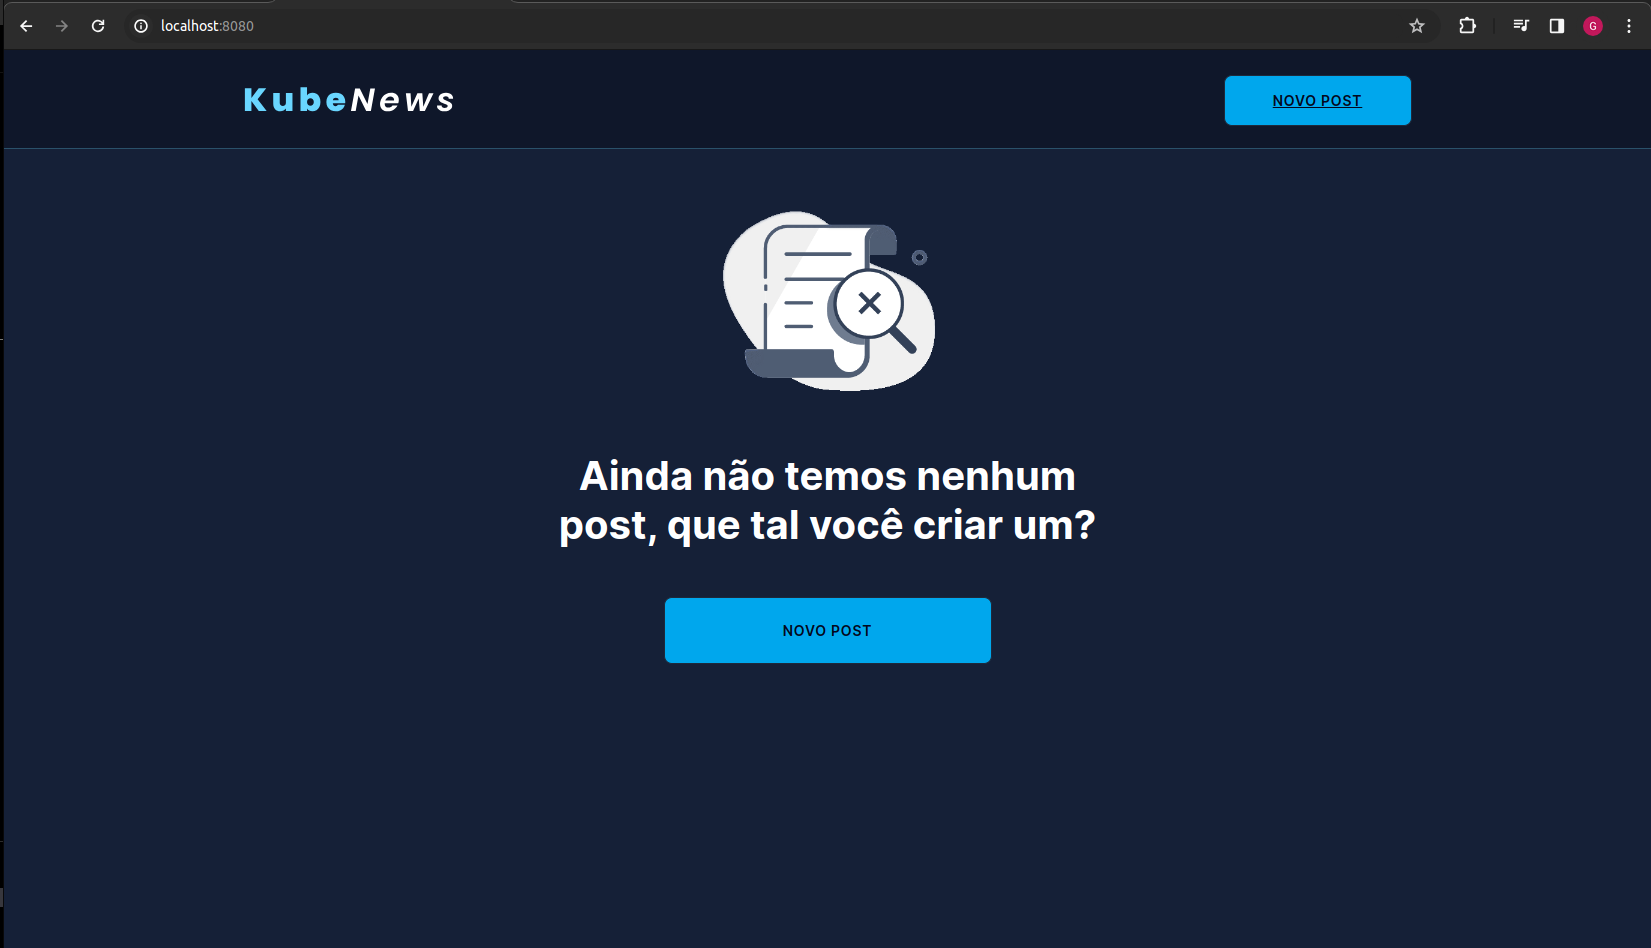 localhost:8080
G
KubeNews
NOVO POST
Ainda não temos nenhum
post, que tal você criar um?
NOVO POST